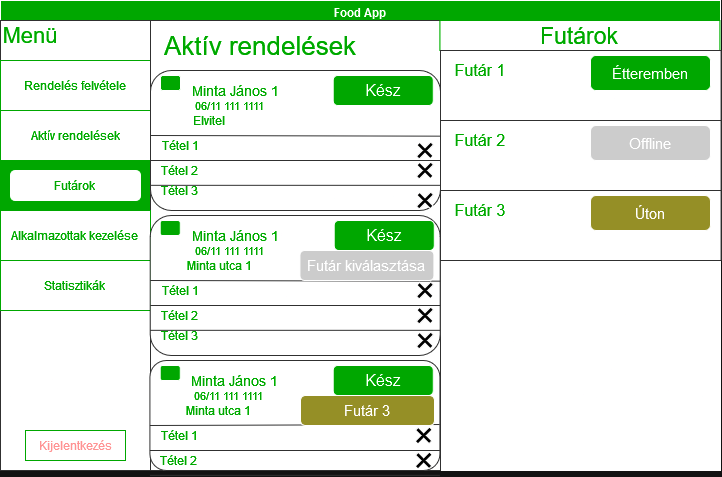 Food App
Menü
Rendelés felvétele
Aktív rendelések
Futárok
Alkalmazottak kezelése
Statisztikák
Kijelentkezés
Aktív rendelések
Minta János 1
06/11 111 1111
Elvitel
Kész
Tétel 1
Tétel 2
Tétel 3
Minta János 1
06/11 111 1111
Minta utca 1
Kész
Futár kiválasztása
Tétel 1
Tétel 2
Tétel 3
Minta János 1
06/11 111 1111
Minta utca 1
Kész
Futár 3
Tétel 1
Tétel 2
Futárok
Futár 1
Étteremben
Futár 2
Offline
Futár 3
Úton